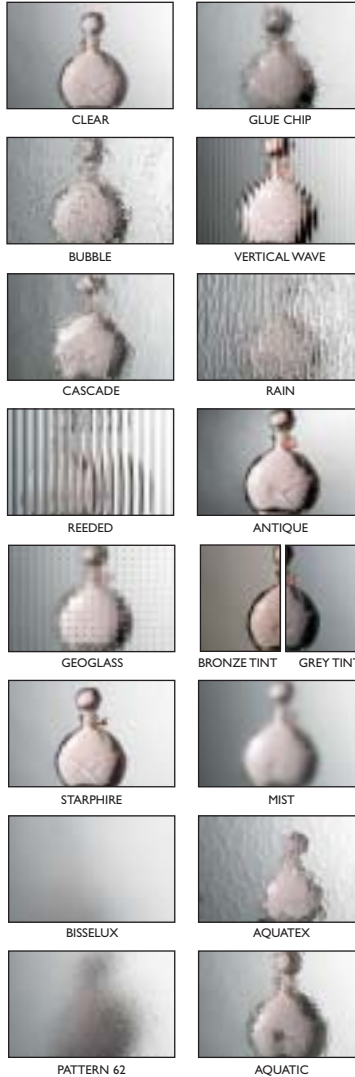 CLEAR
GLUE CHIP
BUBBLE
VERTICAL WAVE
CASCADE
RAIN
REEDED
ANTIQUE
GEOGLASS
BRONZE TINT
GREY TINT
STARPHIRE
MIST
BISSELUX
AQUATEX
PATTERN 62
AQUATIC